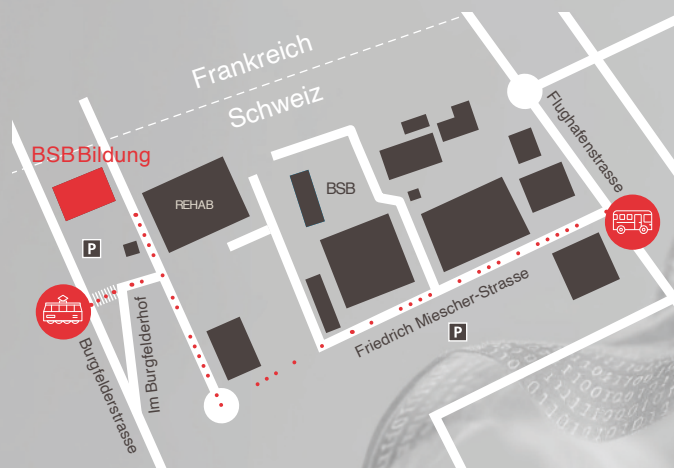 Frankreich
Schweiz
BSB Bildung
REHAB
BSB
Flughafenstrasse
P
Friedrich Miescher-Strasse
P
Im Burgfelderhof
Burgfelderstrasse